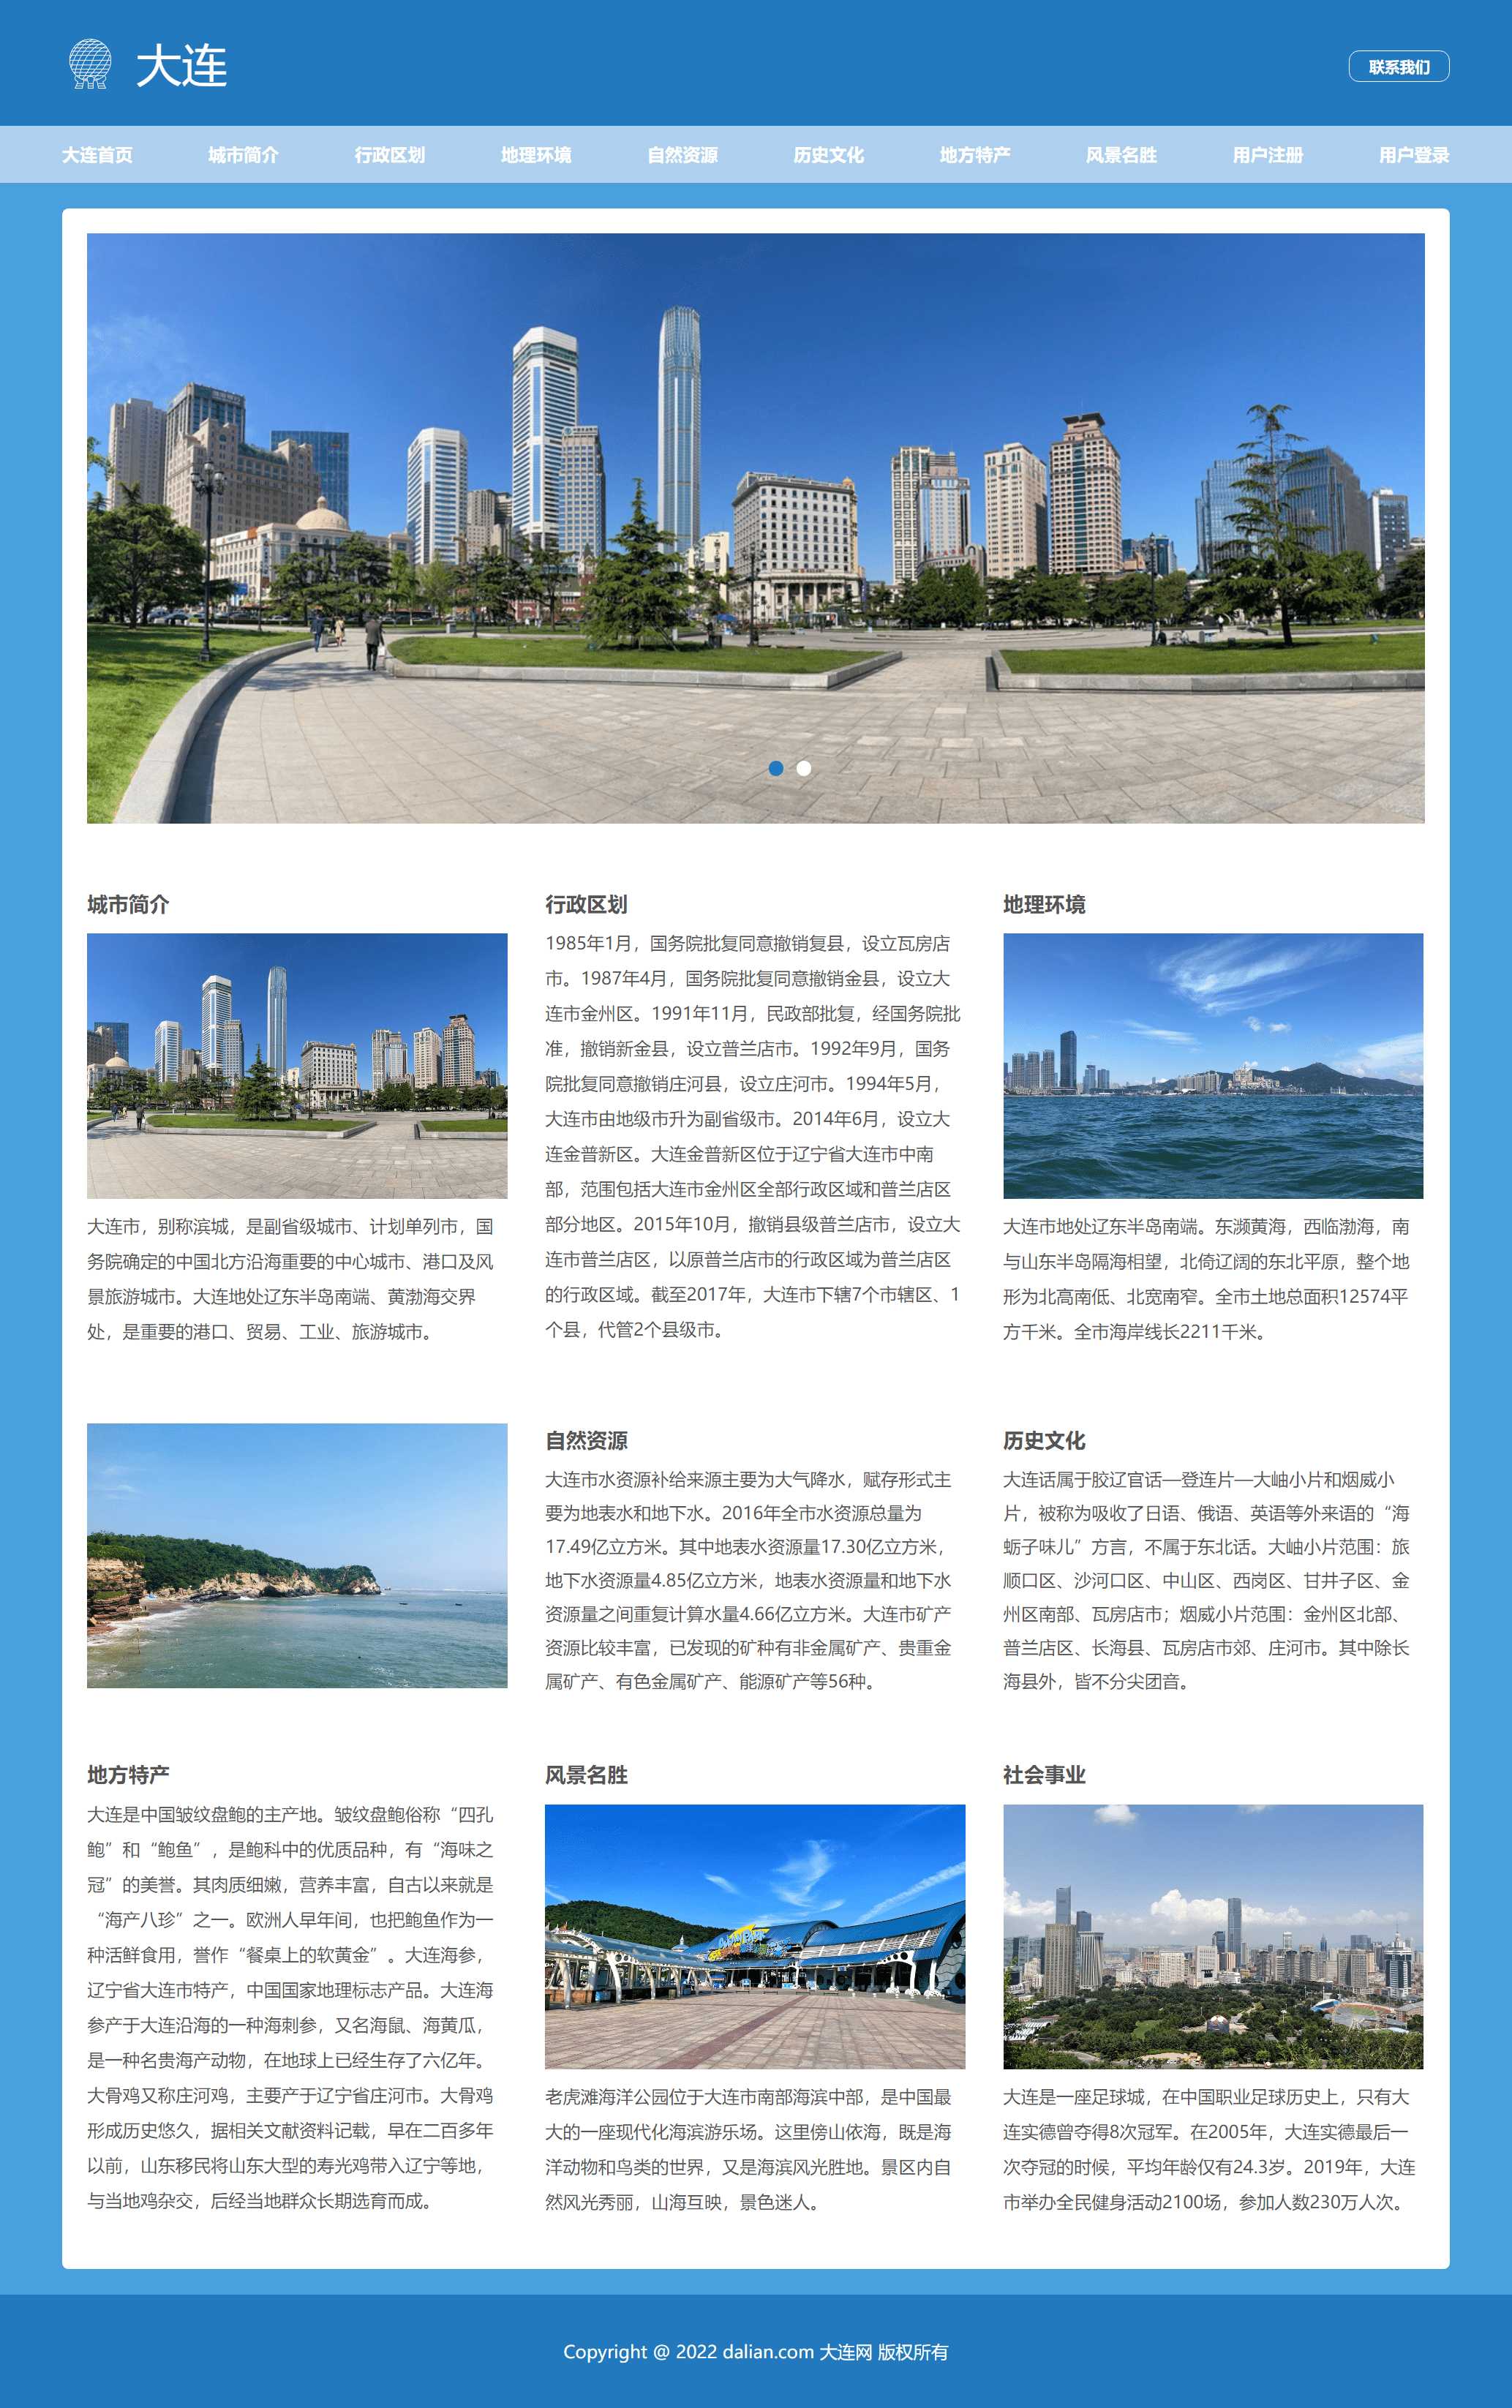 大连
联系我们
大连首页 城市简介 行政区划 地理环境 自然资源 历史文化 地方特产 风景名胜 用户注册 用户登录
城市简介
大连市，别称滨城，是副省级城市、计划单列市，国
务院确定的中国北方沿海重要的中心城市、港口及风
景旅游城市。大连地处辽东半岛南端、黄渤海交界
处，是重要的港口、贸易、工业、旅游城市。
行政区划
1985年1月，国务院批复同意撤销复县，设立瓦房店
市。1987年4月，国务院批复同意撤销金县，设立大
连市金州区。1991年11月，民政部批复，经国务院批
准，撤销新金县，设立普兰店市。1992年9月，国务
院批复同意撤销庄河县，设立庄河市。1994年5月，
大连市由地级市升为副省级市。2014年6月，设立大
连金普新区。大连金普新区位于辽宁省大连市中南
部，范围包括大连市金州区全部行政区域和普兰店区
部分地区。2015年10月，撤销县级普兰店市，设立大
连市普兰店区，以原普兰店市的行政区域为普兰店区
的行政区域。截至2017年，大连市下辖7个市辖区、1
个县，代管2个县级市。
地理环境
大连市地处辽东半岛南端。东濒黄海，西临渤海，南
与山东半岛隔海相望，北倚辽阔的东北平原，整个地
形为北高南低、北宽南窄。全市土地总面积12574平
方千米。全市海岸线长2211千米。
自然资源
大连市水资源补给来源主要为大气降水，赋存形式主
要为地表水和地下水。2016年全市水资源总量为
17.49亿立方米。其中地表水资源量17.30亿立方米，
地下水资源量4.85亿立方米，地表水资源量和地下水
资源量之间重复计算水量4.66亿立方米。大连市矿产
资源比较丰富，已发现的矿种有非金属矿产、贵重金
属矿产、有色金属矿产、能源矿产等56种。
历史文化
大连话属于胶辽官话—登连片—大岫小片和烟威小
片，被称为吸收了日语、俄语、英语等外来语的“海
蛎子味儿”方言，不属于东北话。大岫小片范围：旅
顺口区、沙河口区、中山区、西岗区、甘井子区、金
州区南部、瓦房店市；烟威小片范围：金州区北部、
普兰店区、长海县、瓦房店市郊、庄河市。其中除长
海县外，皆不分尖团音。
地方特产
大连是中国皱纹盘鲍的主产地。皱纹盘鲍俗称“四孔
鲍”和“鲍鱼”，是鲍科中的优质品种，有“海味之
冠”的美誉。其肉质细嫩，营养丰富，自古以来就是
“海产八珍”之一。欧洲人早年间，也把鲍鱼作为一
种活鲜食用，誉作“餐桌上的软黄金”。大连海参，
辽宁省大连市特产，中国国家地理标志产品。大连海
参产于大连沿海的一种海刺参，又名海鼠、海黄瓜，
是一种名贵海产动物，在地球上已经生存了六亿年。
大骨鸡又称庄河鸡，主要产于辽宁省庄河市。大骨鸡
形成历史悠久，据相关文献资料记载，早在二百多年
以前，山东移民将山东大型的寿光鸡带入辽宁等地，
与当地鸡杂交，后经当地群众长期选育而成。
风景名胜
老虎滩海洋公园位于大连市南部海滨中部，是中国最
大的一座现代化海滨游乐场。这里傍山依海，既是海
洋动物和鸟类的世界，又是海滨风光胜地。景区内自
然风光秀丽，山海互映，景色迷人。
社会事业
大连是一座足球城，在中国职业足球历史上，只有大
连实德曾夺得8次冠军。在2005年，大连实德最后一
次夺冠的时候，平均年龄仅有24.3岁。2019年，大连
市举办全民健身活动2100场，参加人数230万人次。
Copyright @ 2022 dalian.com 大连网 版权所有